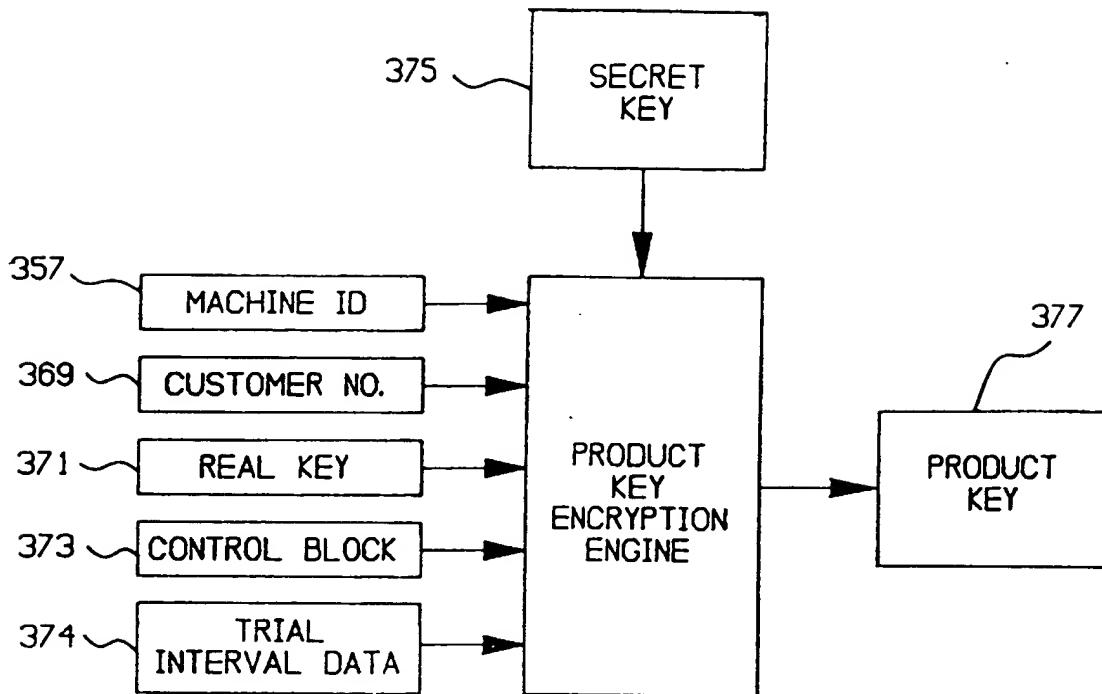 375
SECRET
KEY
357
MACHINE ID
369
CUSTOMER NO.
371
REAL KEY
373
CONTROL BLOCK
374
TRIAL
INTERVAL DATA
PRODUCT
KEY
ENCRYPTION
ENGINE
377
PRODUCT
KEY